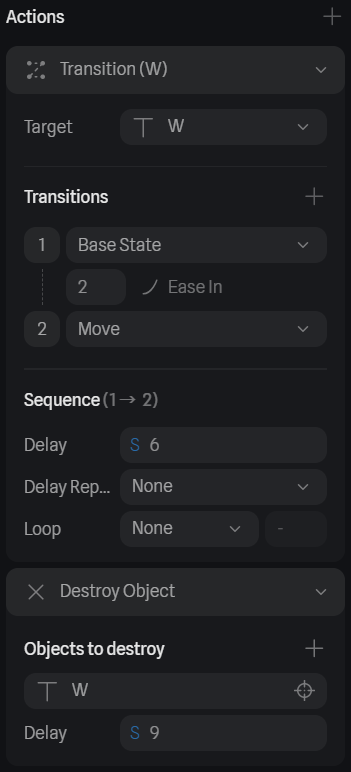 Actions
Transition (W)
Target W
Transitions
1 Base State
2 Ease In
2 Move
Sequence (1 → 2)
Delay S 6
Delay Rep... None
Loop None -
Destroy Object
Objects to destroy
W
Delay S 9